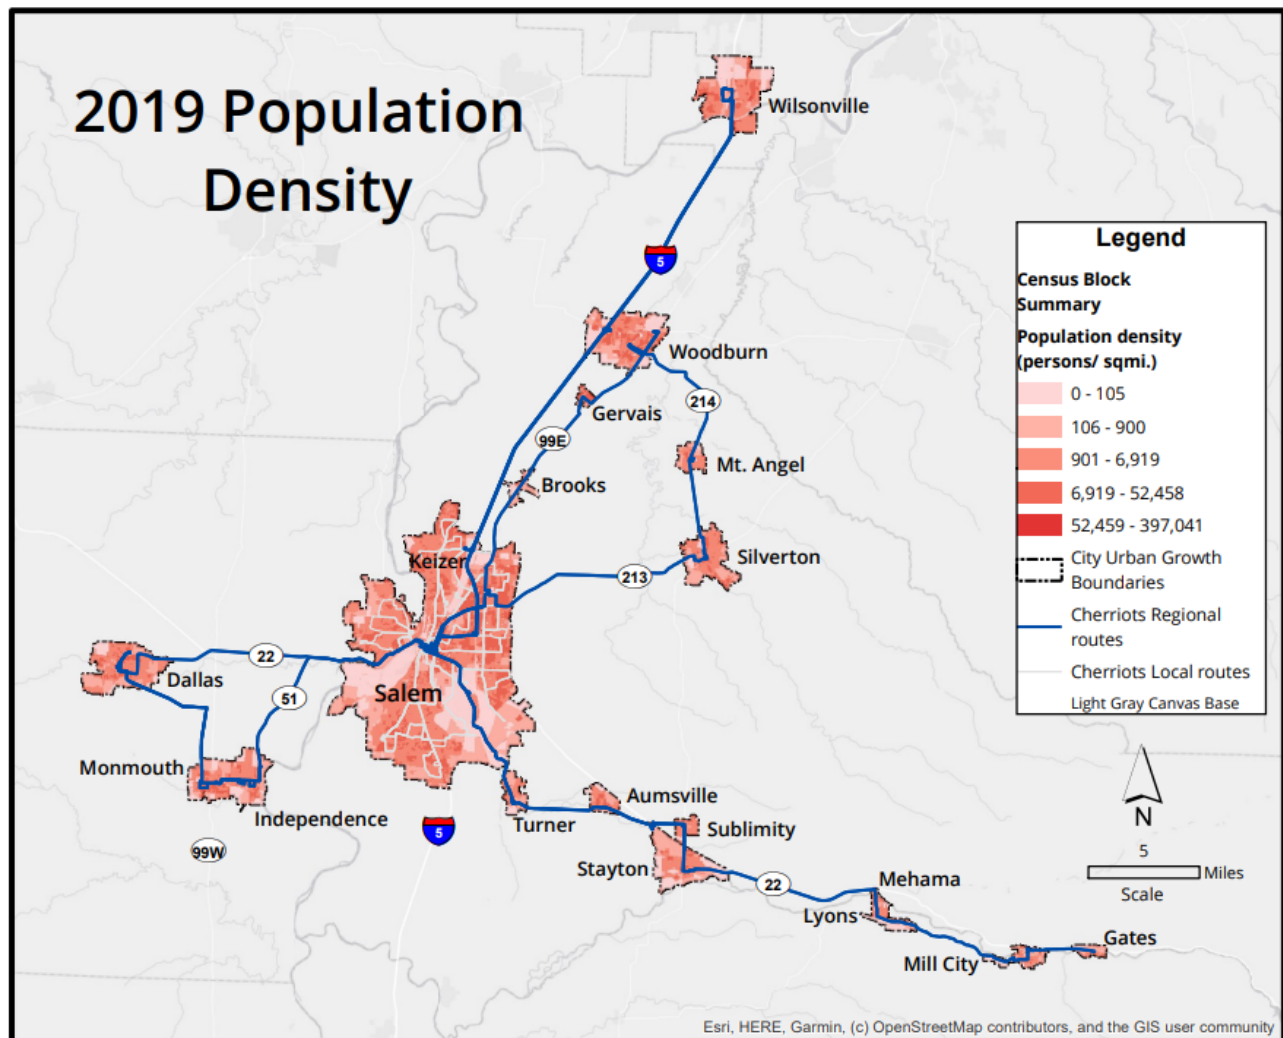 2019 Population
Density
Wilsonville
5
Woodburn
Gervais
214
99E
Mt. Angel
Brooks
Keizer
Silverton
213
22
Dallas
51
Salem
Monmouth
Independence
Turner
Aumsville
5
Sublimity
99W
Stayton
22
Mehama
Lyons
Gates
Mill City
Legend
Census Block
Summary
Population density
(persons/ sqmi.)
0 - 105
106 - 900
901 - 6,919
6,919 - 52,458
52,459 - 397,041
City Urban Growth
Boundaries
Cherriots Regional
routes
Cherriots Local routes
Light Gray Canvas Base
N
5
Miles
Scale
Esri, HERE, Garmin, (c) OpenStreetMap contributors, and the GIS user community